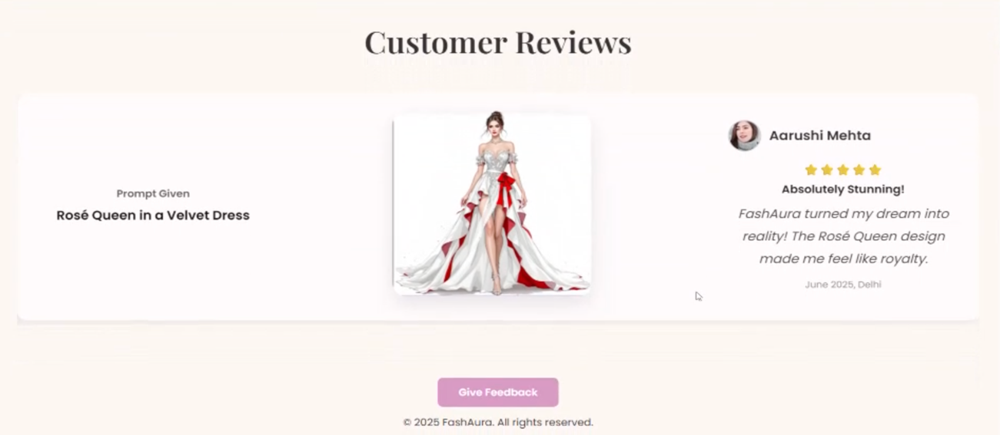 Customer Reviews
Prompt Given
Rosé Queen in a Velvet Dress
Aarushi Mehta
Absolutely Stunning!
FashAura turned my dream into
reality! The Rosé Queen design
made me feel like royalty.
June 2025, Delhi
Give Feedback
© 2025 FashAura. All rights reserved.